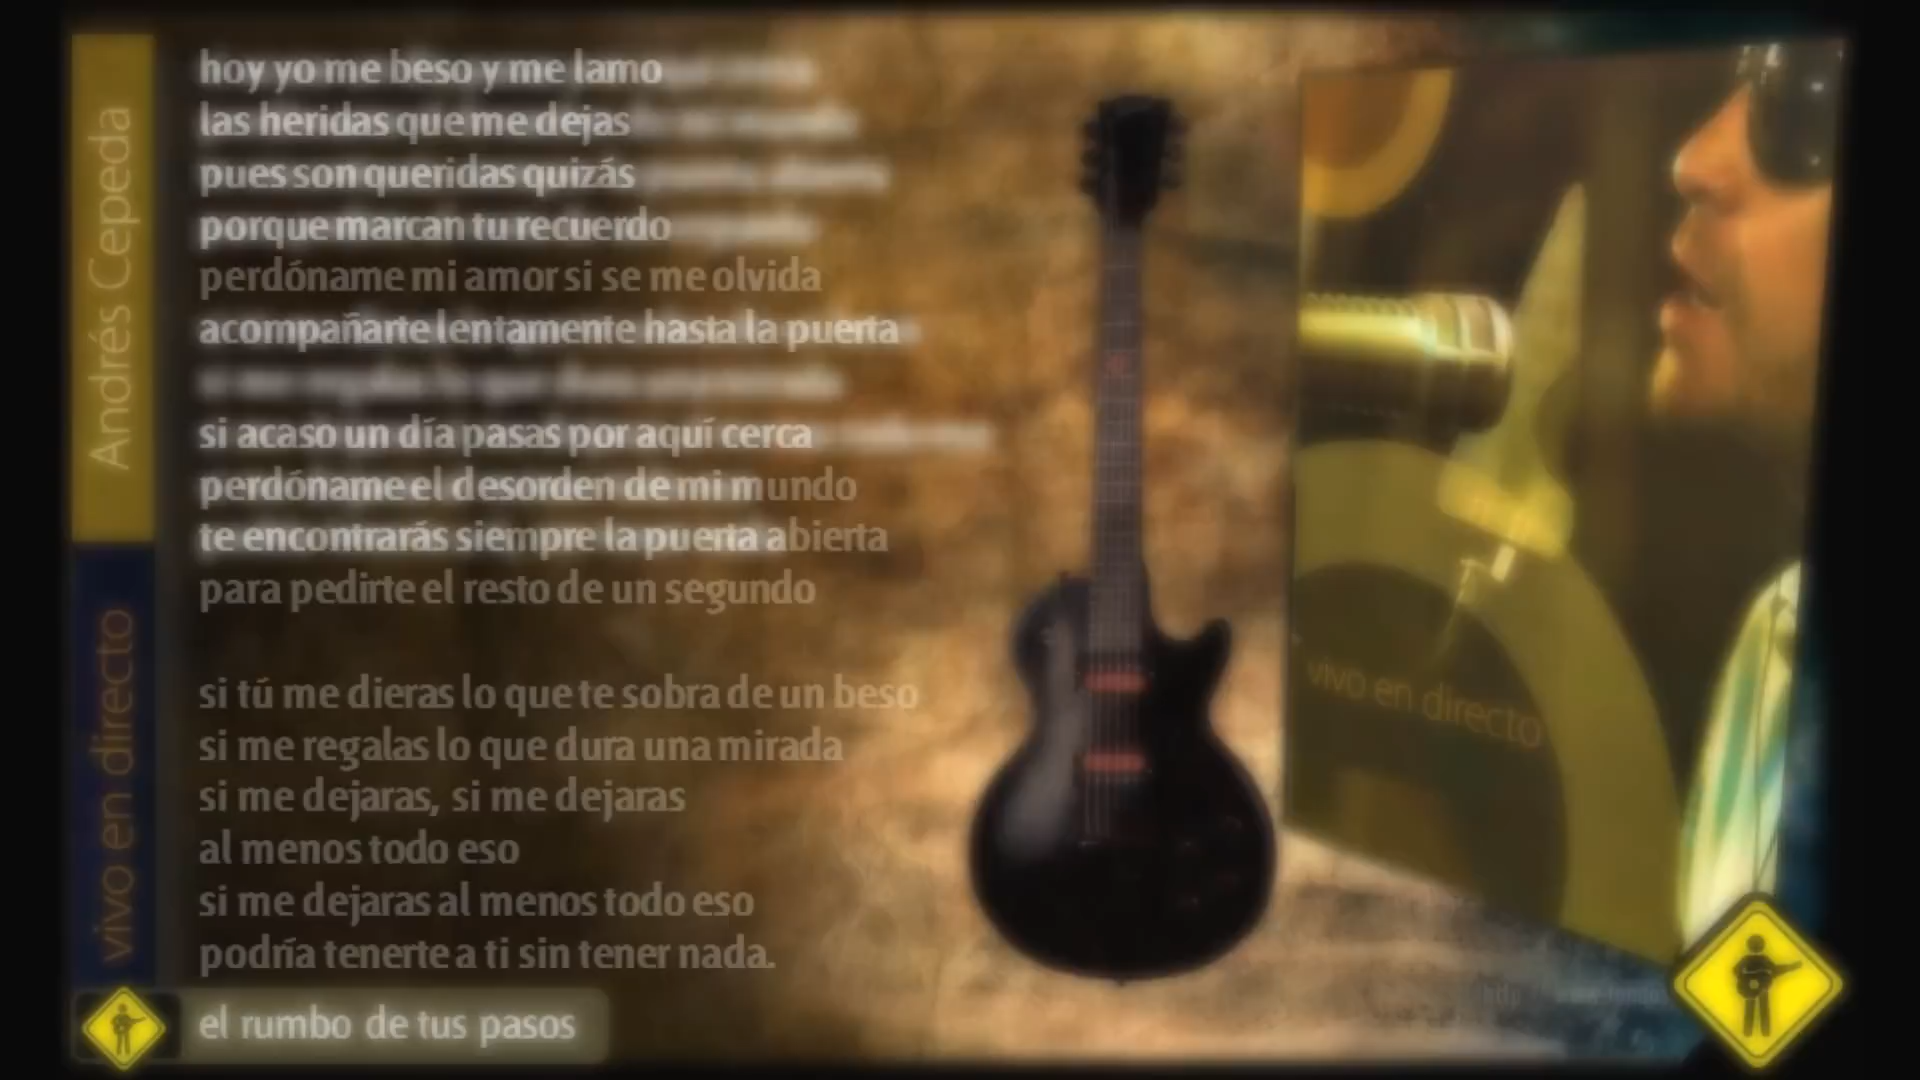 Andrés Cepeda
vivo en directo
hoy yo me beso y me lamo
las heridas que me dejas
pues son queridas quizás
porque marcan tu recuerdo
perdóname mi amor si se me olvida
acompañarte lentamente hasta la puerta
si acaso un día pasas por aquí cerca
perdóname el desorden de mi mundo
te encontrarás siempre la puerta abierta
para pedirte el resto de un segundo
si tú me dieras lo que te sobra de un beso
si me regalas lo que dura una mirada
si me dejaras, si me dejaras
al menos todo eso
si me dejaras al menos todo eso
podría tenerte a ti sin tener nada.
el rumbo de tus pasos
vivo en directo